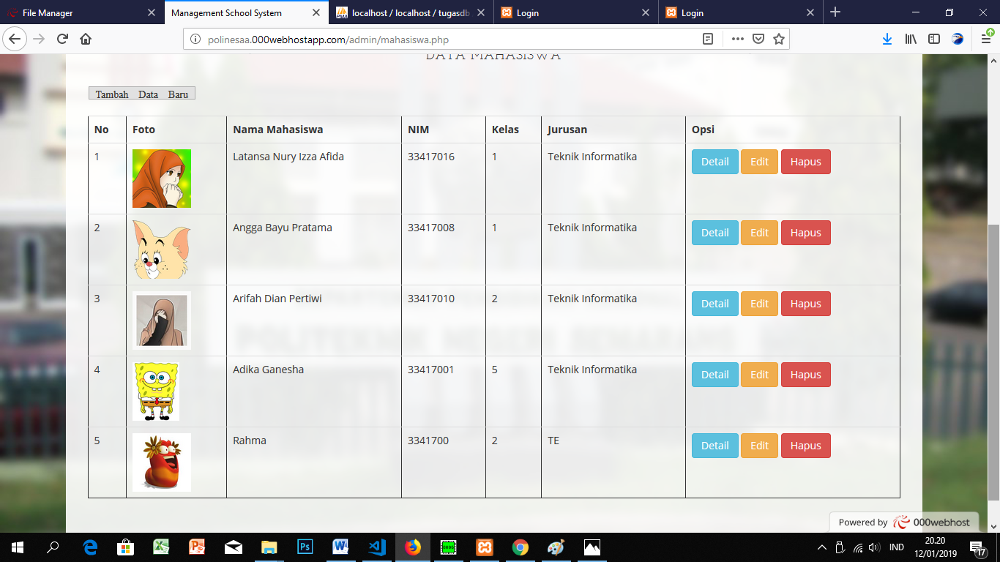 File Manager
Management School System
localhost / localhost / tugasdb
Login
Login
polinesaa.000webhostapp.com/admin/mahasiswa.php
DATA MAHASISWA
Tambah Data Baru
No Foto Nama Mahasiswa NIM Kelas Jurusan Opsi
1 Latansa Nury Izza Afida 33417016 1 Teknik Informatika Detail Edit Hapus
2 Angga Bayu Pratama 33417008 1 Teknik Informatika Detail Edit Hapus
3 Arifah Dian Pertiwi 33417010 2 Teknik Informatika Detail Edit Hapus
POLITEKNIK NEGERI SEMARANG
4 Adika Ganesha 33417001 5 Teknik Informatika Detail Edit Hapus
5 Rahma 3341700 2 TE Detail Edit Hapus
Powered by 000webhost
IND
20.20
12/01/2019
17